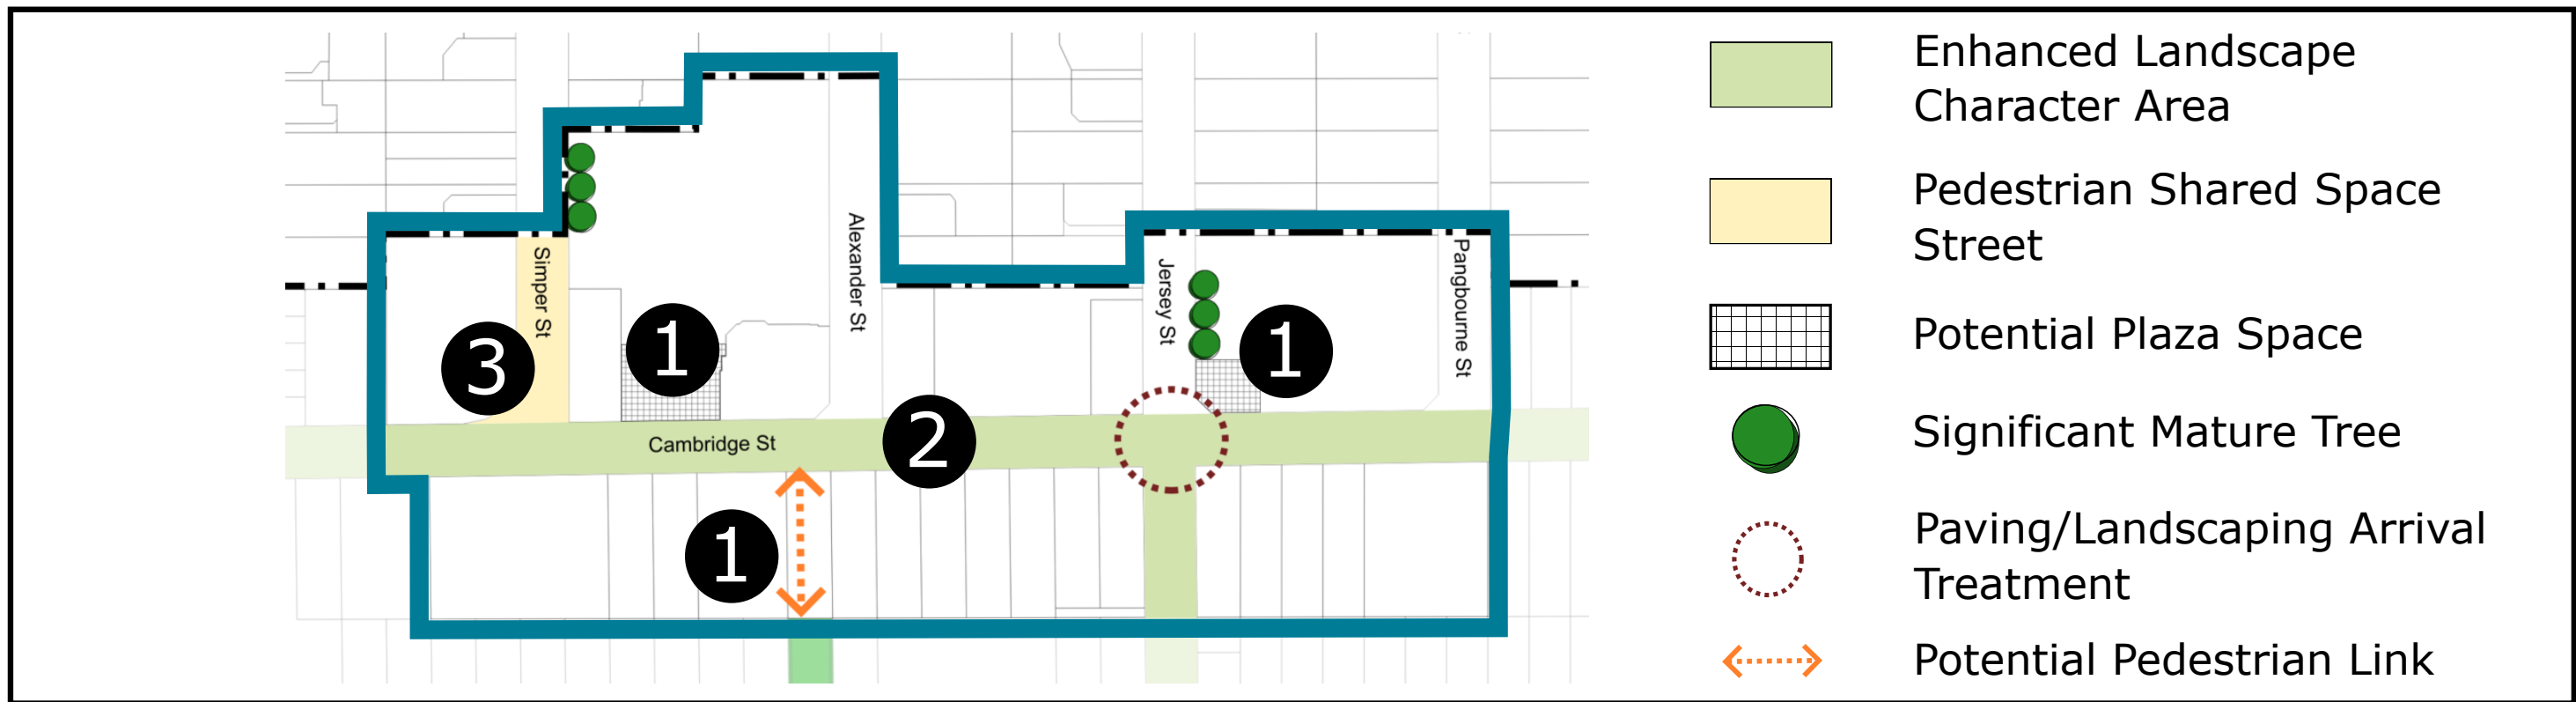 Simper St
Alexander St
Jersey St
Pangbourne St
3
1
1
2
Cambridge St
1
Enhanced Landscape
Character Area
Pedestrian Shared Space
Street
Potential Plaza Space
Significant Mature Tree
Paving/Landscaping Arrival
Treatment
Potential Pedestrian Link